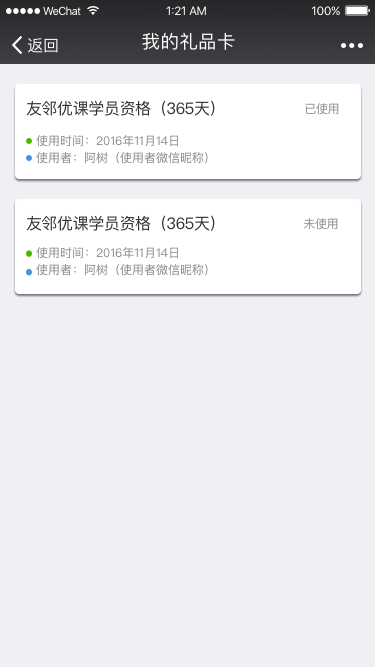 WeChat 1:21 AM 100%
返回 我的礼品卡
友邻优课学员资格（365天） 已使用
使用时间：2016年11月14日
使用者：阿树（使用者微信昵称）
友邻优课学员资格（365天） 未使用
使用时间：2016年11月14日
使用者：阿树（使用者微信昵称）